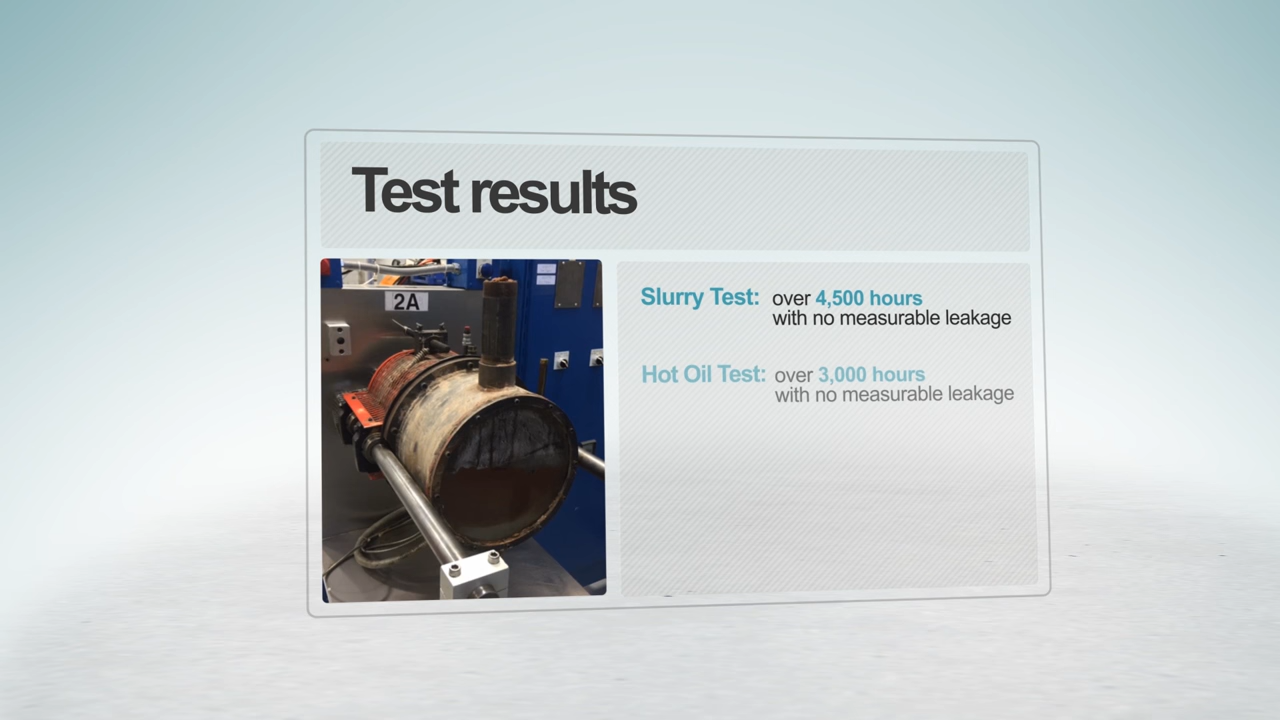 Test results
2A
Slurry Test: over 4,500 hours
with no measurable leakage
Hot Oil Test: over 3,000 hours
with no measurable leakage